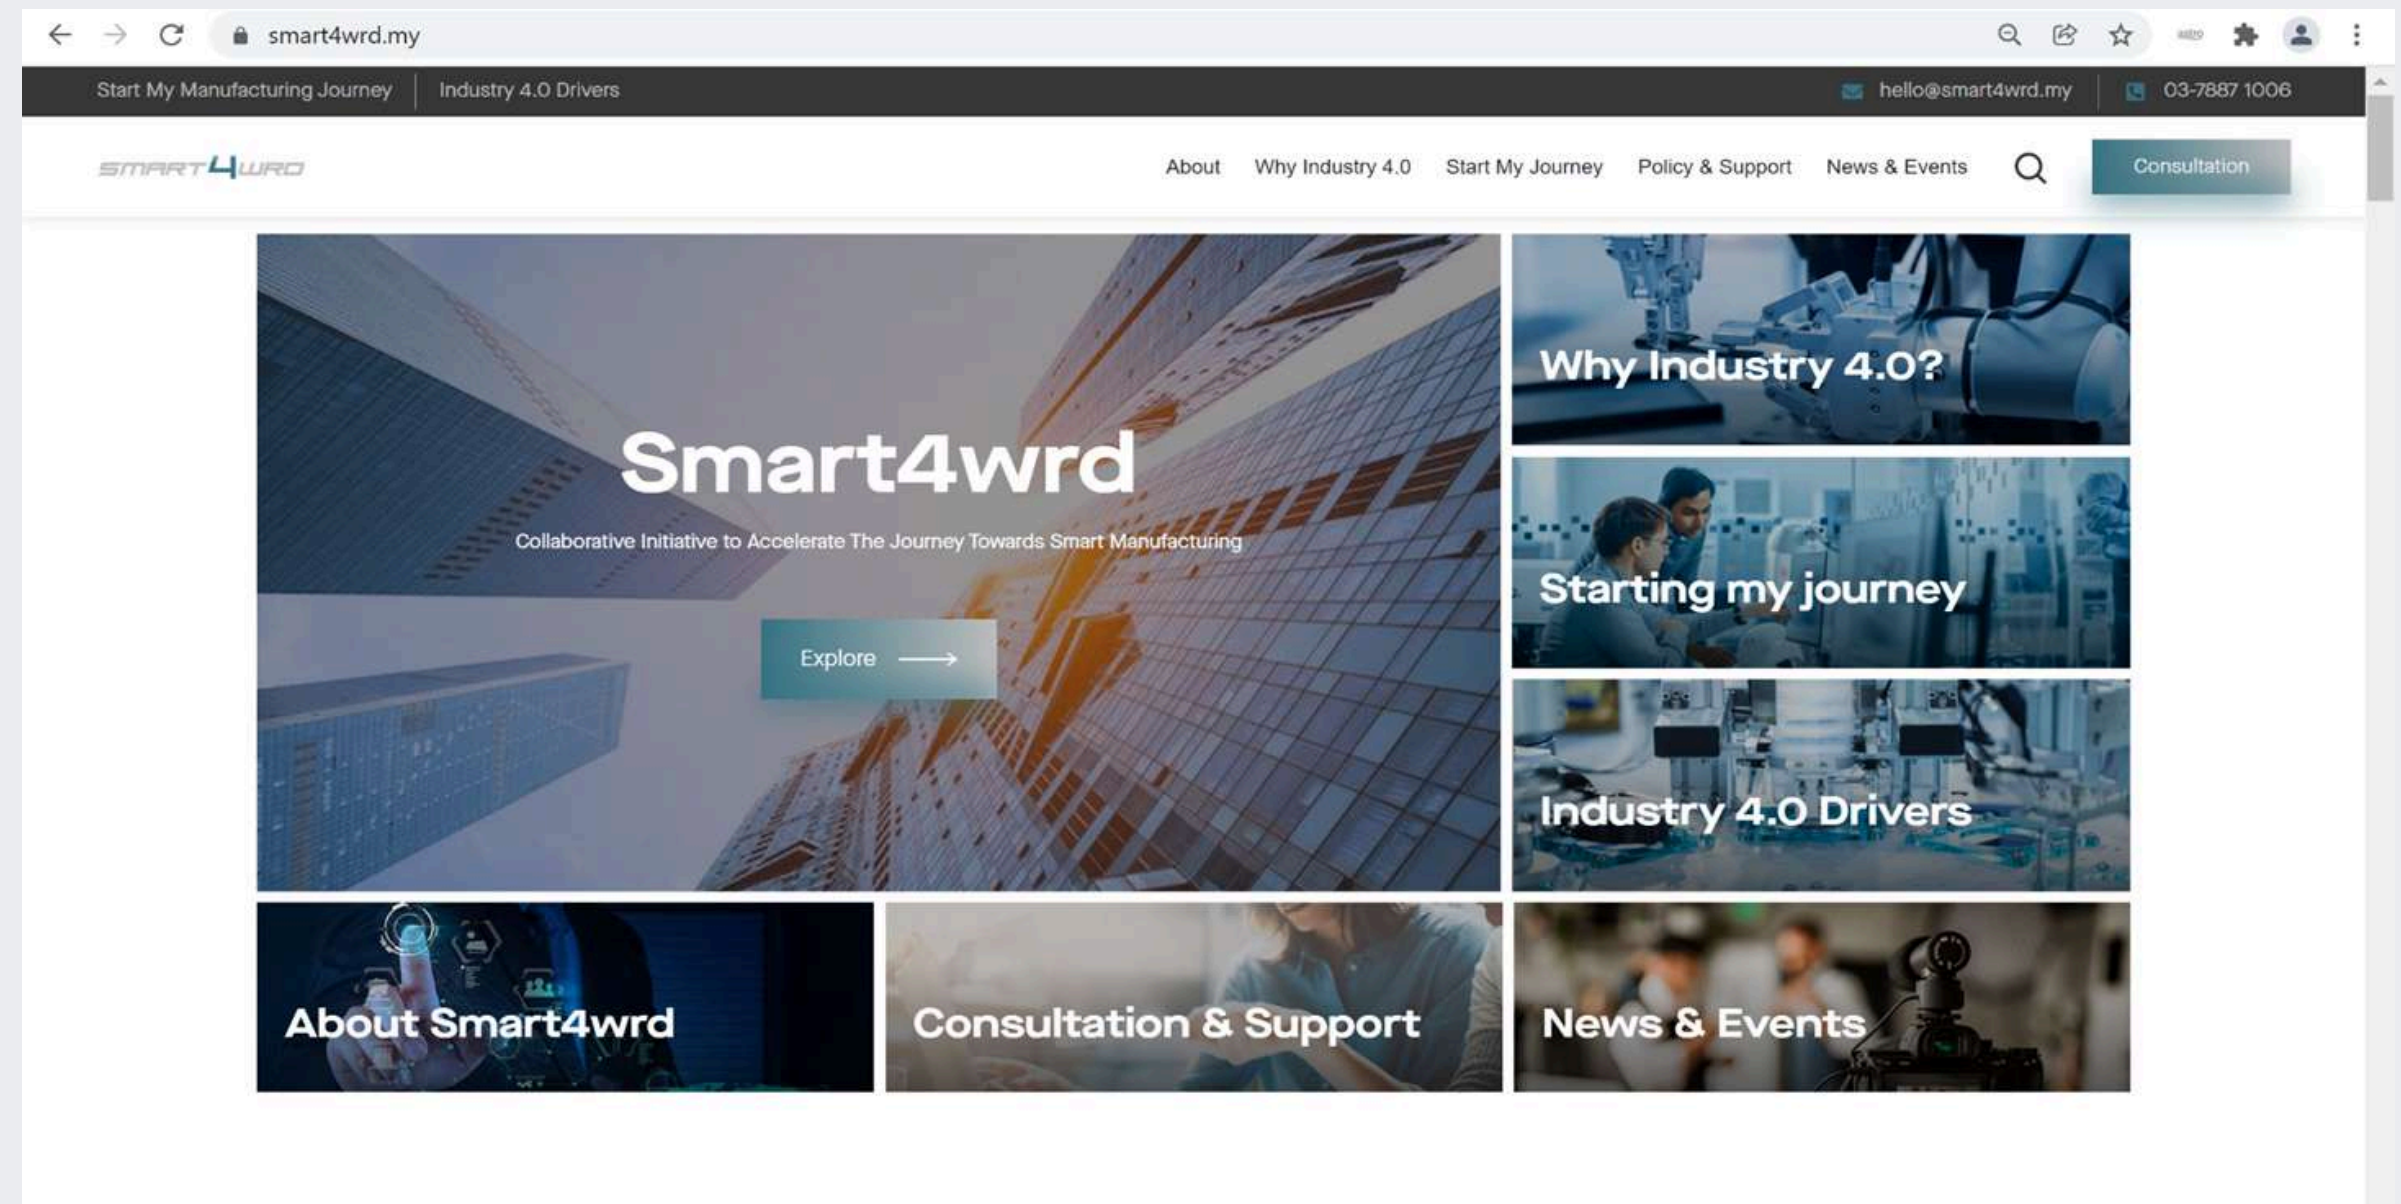 smart4wrd.my
Start My Manufacturing Journey
Industry 4.0 Drivers
hello@smart4wrd.my
03-7887 1006
SMART4WRD
About
Why Industry 4.0
Start My Journey
Policy & Support
News & Events
Consultation
Smart4wrd
Collaborative Initiative to Accelerate The Journey Towards Smart Manufacturing
Explore
Why Industry 4.0?
Starting my journey
Industry 4.0 Drivers
About Smart4wrd
Consultation & Support
News & Events